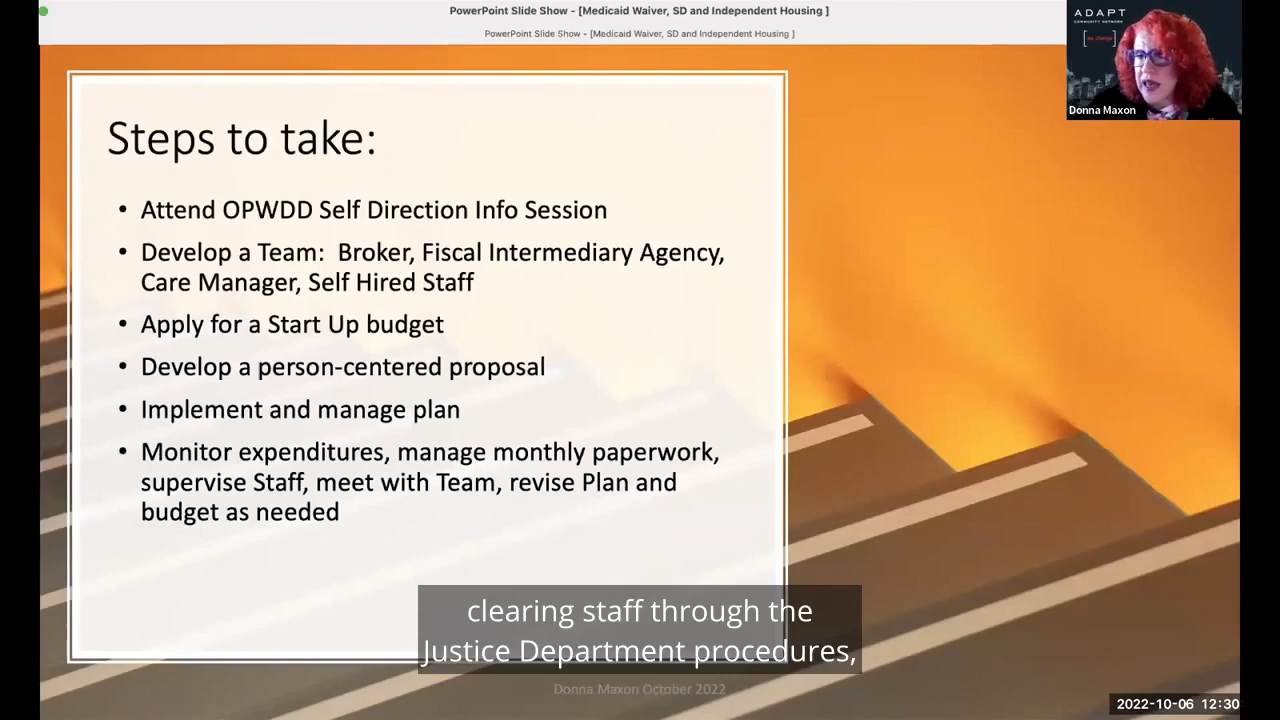 PowerPoint Slide Show - [Medicaid Waiver, SD and Independent Housing ]
PowerPoint Slide Show - [Medicaid Waiver, SD and Independent Housing ]
ADAPT
COMMUNITY NETWORK
[we change]
Donna Maxon
Steps to take:
• Attend OPWDD Self Direction Info Session
• Develop a Team:  Broker, Fiscal Intermediary Agency,
Care Manager, Self Hired Staff
• Apply for a Start Up budget
• Develop a person-centered proposal
• Implement and manage plan
• Monitor expenditures, manage monthly paperwork,
supervise Staff, meet with Team, revise Plan and
budget as needed
clearing staff through the
Justice Department procedures,
Donna Maxon October 2022
2022-10-06 12:30